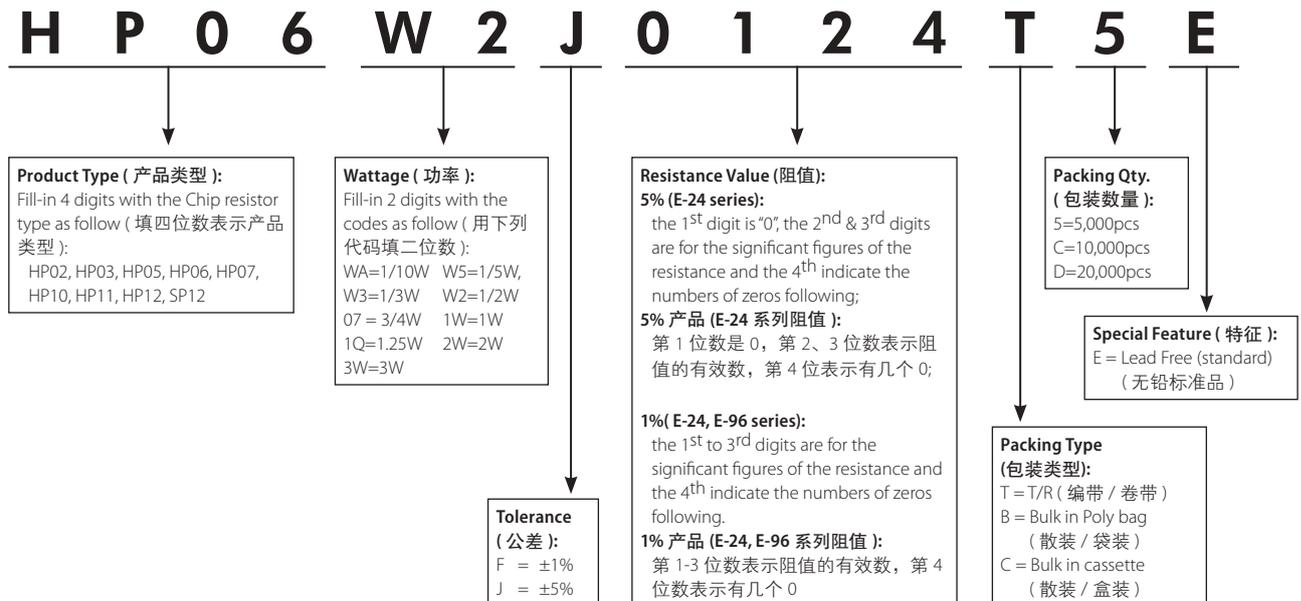 HP06 W2 J 0124 T 5 E
Product Type ( 产品类型 ):
Fill-in 4 digits with the Chip resistor
type as follow ( 填四位数表示产品
类型 ):
HP02, HP03, HP05, HP06, HP07,
HP10, HP11, HP12, SP12
Wattage ( 功率 ):
Fill-in 2 digits with the
codes as follow ( 用下列
代码填二位数 ):
WA=1/10W W5=1/5W,
W3=1/3W W2=1/2W
07 = 3/4W 1W=1W
1Q=1.25W 2W=2W
3W=3W
Tolerance
( 公差 ):
F = ±1%
J = ±5%
Resistance Value (阻值):
5% (E-24 series):
the 1st digit is "0", the 2nd & 3rd digits
are for the significant figures of the
resistance and the 4th indicate the
numbers of zeros following;
5% 产品 (E-24 系列阻值 ):
第 1 位数是 0，第 2、3 位数表示阻
值的有效数，第 4 位表示有几个 0;
1%( E-24, E-96 series):
the 1st to 3rd digits are for the
significant figures of the resistance and
the 4th indicate the numbers of zeros
following.
1% 产品 (E-24, E-96 系列阻值 ):
第 1-3 位数表示阻值的有效数，第 4
位数表示有几个 0
Packing Type
(包装类型):
T = T/R ( 编带 / 卷带 )
B = Bulk in Poly bag
( 散装 / 袋装 )
C = Bulk in cassette
( 散装 / 盒装 )
Packing Qty.
( 包装数量 ):
5=5,000pcs
C=10,000pcs
D=20,000pcs
Special Feature ( 特征 ):
E = Lead Free (standard)
( 无铅标准品 )